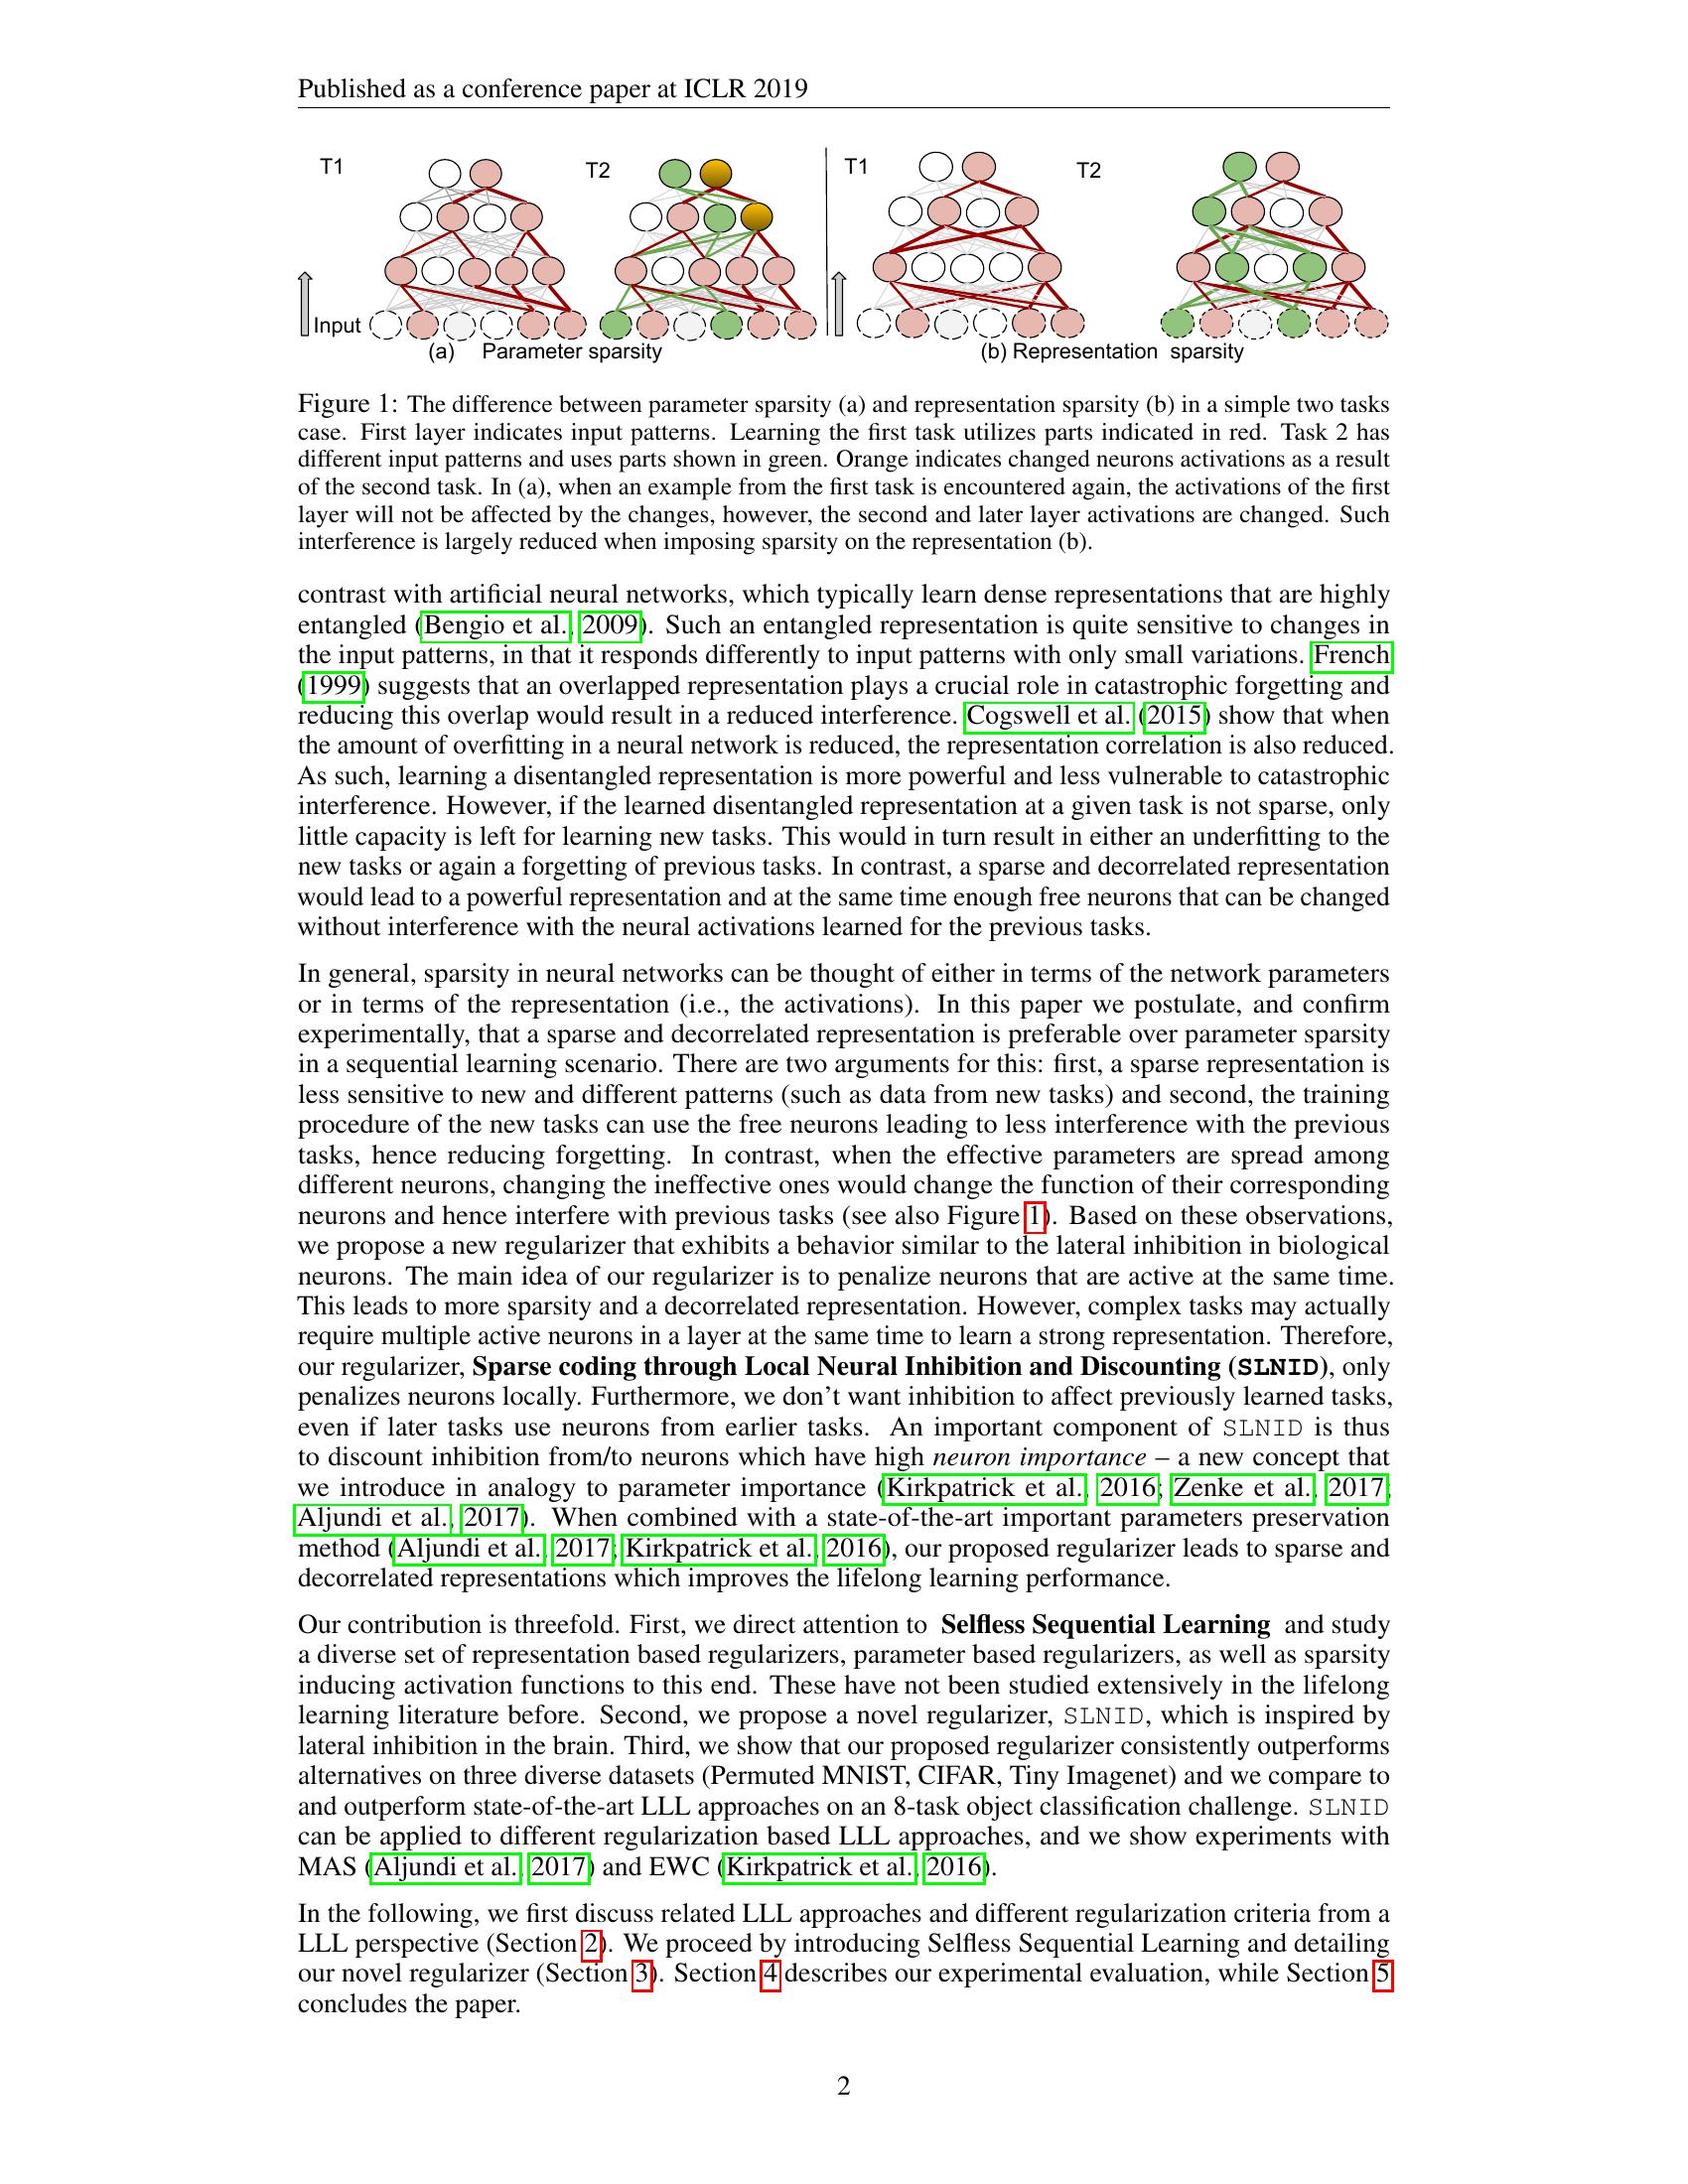 Published as a conference paper at ICLR 2019
T1
T2
T1
T2
Input
(a) Parameter sparsity
(b) Representation sparsity
Figure 1: The difference between parameter sparsity (a) and representation sparsity (b) in a simple two tasks
case. First layer indicates input patterns. Learning the first task utilizes parts indicated in red. Task 2 has
different input patterns and uses parts shown in green. Orange indicates changed neurons activations as a result
of the second task. In (a), when an example from the first task is encountered again, the activations of the first
layer will not be affected by the changes, however, the second and later layer activations are changed. Such
interference is largely reduced when imposing sparsity on the representation (b).
contrast with artificial neural networks, which typically learn dense representations that are highly
entangled (Bengio et al., 2009). Such an entangled representation is quite sensitive to changes in
the input patterns, in that it responds differently to input patterns with only small variations. French
(1999) suggests that an overlapped representation plays a crucial role in catastrophic forgetting and
reducing this overlap would result in a reduced interference. Cogswell et al. (2015) show that when
the amount of overfitting in a neural network is reduced, the representation correlation is also reduced.
As such, learning a disentangled representation is more powerful and less vulnerable to catastrophic
interference. However, if the learned disentangled representation at a given task is not sparse, only
little capacity is left for learning new tasks. This would in turn result in either an underfitting to the
new tasks or again a forgetting of previous tasks. In contrast, a sparse and decorrelated representation
would lead to a powerful representation and at the same time enough free neurons that can be changed
without interference with the neural activations learned for the previous tasks.
In general, sparsity in neural networks can be thought of either in terms of the network parameters
or in terms of the representation (i.e., the activations). In this paper we postulate, and confirm
experimentally, that a sparse and decorrelated representation is preferable over parameter sparsity
in a sequential learning scenario. There are two arguments for this: first, a sparse representation is
less sensitive to new and different patterns (such as data from new tasks) and second, the training
procedure of the new tasks can use the free neurons leading to less interference with the previous
tasks, hence reducing forgetting. In contrast, when the effective parameters are spread among
different neurons, changing the ineffective ones would change the function of their corresponding
neurons and hence interfere with previous tasks (see also Figure 1). Based on these observations,
we propose a new regularizer that exhibits a behavior similar to the lateral inhibition in biological
neurons. The main idea of our regularizer is to penalize neurons that are active at the same time.
This leads to more sparsity and a decorrelated representation. However, complex tasks may actually
require multiple active neurons in a layer at the same time to learn a strong representation. Therefore,
our regularizer, Sparse coding through Local Neural Inhibition and Discounting (SLNID), only
penalizes neurons locally. Furthermore, we don't want inhibition to affect previously learned tasks,
even if later tasks use neurons from earlier tasks. An important component of SLNID is thus
to discount inhibition from/to neurons which have high neuron importance – a new concept that
we introduce in analogy to parameter importance (Kirkpatrick et al., 2016; Zenke et al., 2017;
Aljundi et al., 2017). When combined with a state-of-the-art important parameters preservation
method (Aljundi et al., 2017; Kirkpatrick et al., 2016), our proposed regularizer leads to sparse and
decorrelated representations which improves the lifelong learning performance.
Our contribution is threefold. First, we direct attention to Selfless Sequential Learning and study
a diverse set of representation based regularizers, parameter based regularizers, as well as sparsity
inducing activation functions to this end. These have not been studied extensively in the lifelong
learning literature before. Second, we propose a novel regularizer, SLNID, which is inspired by
lateral inhibition in the brain. Third, we show that our proposed regularizer consistently outperforms
alternatives on three diverse datasets (Permuted MNIST, CIFAR, Tiny Imagenet) and we compare to
and outperform state-of-the-art LLL approaches on an 8-task object classification challenge. SLNID
can be applied to different regularization based LLL approaches, and we show experiments with
MAS (Aljundi et al., 2017) and EWC (Kirkpatrick et al., 2016).
In the following, we first discuss related LLL approaches and different regularization criteria from a
LLL perspective (Section 2). We proceed by introducing Selfless Sequential Learning and detailing
our novel regularizer (Section 3). Section 4 describes our experimental evaluation, while Section 5
concludes the paper.
2